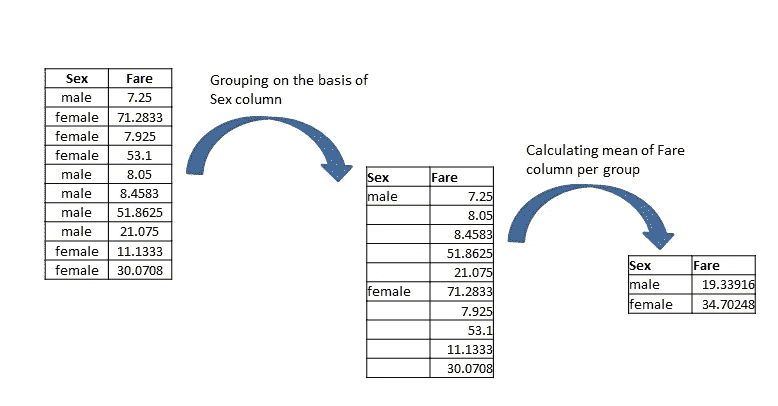 Sex Fare
male 7.25
female 71.2833
female 7.925
female 53.1
male 8.05
male 8.4583
male 51.8625
male 21.075
female 11.1333
female 30.0708
Grouping on the basis of
Sex column
Sex Fare
male 7.25
8.05
8.4583
51.8625
21.075
female 71.2833
7.925
53.1
11.1333
30.0708
Calculating mean of Fare
column per group
Sex Fare
male 19.33916
female 34.70248